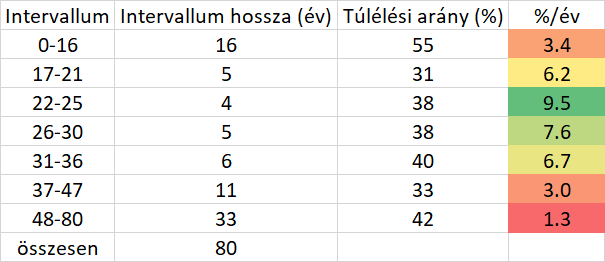 Intervallum Intervallum hossza (év) Túlélési arány (%) %/év
0-16 16 55 3.4
17-21 5 31 6.2
22-25 4 38 9.5
26-30 5 38 7.6
31-36 6 40 6.7
37-47 11 33 3.0
48-80 33 42 1.3
összesen 80